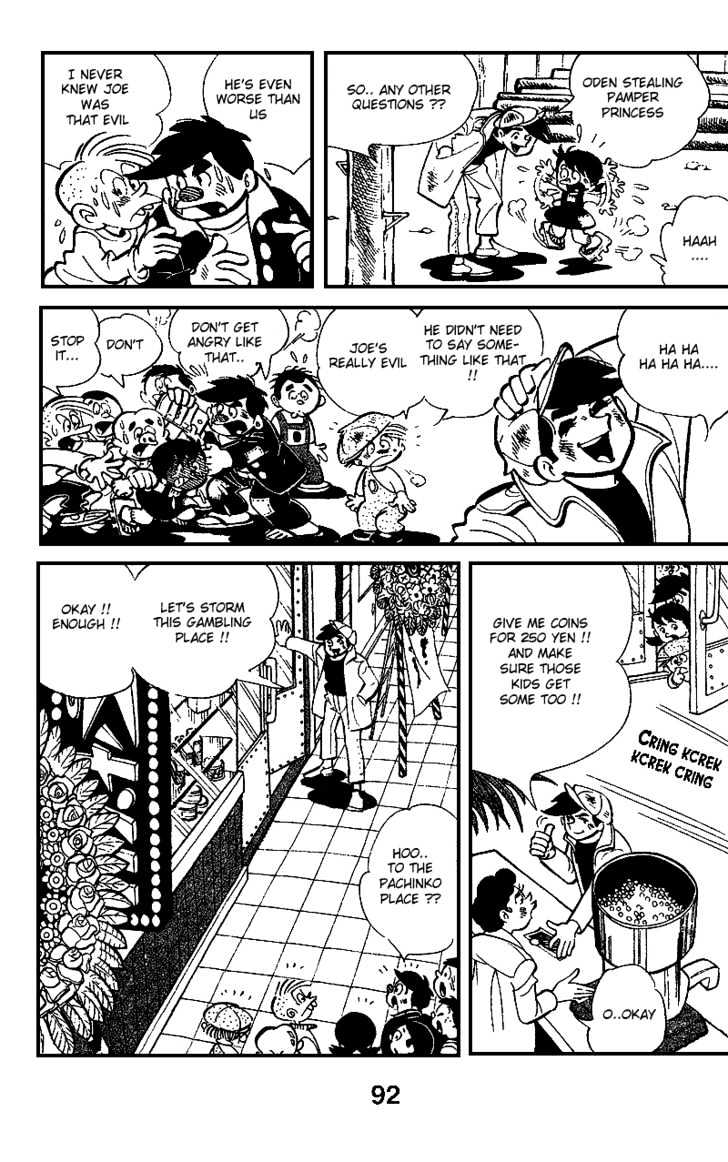 SO.. ANY OTHER
QUESTIONS ??
ODEN STEALING
PAMPER
PRINCESS
HAAH
....
I NEVER
KNEW JOE
WAS
THAT EVIL
HE'S EVEN
WORSE THAN
US
STOP
IT...
DON'T
DON'T GET
ANGRY LIKE
THAT..
JOE'S
REALLY EVIL
HE DIDN'T NEED
TO SAY SOME-
THING LIKE THAT
!!
HA HA
HA HA HA....
OKAY !!
ENOUGH !!
LET'S STORM
THIS GAMBLING
PLACE !!
HOO..
TO THE
PACHINKO
PLACE ??
GIVE ME COINS
FOR 250 YEN !!
AND MAKE
SURE THOSE
KIDS GET
SOME TOO !!
CRING KCREK
KCREK CRING
O..OKAY
92